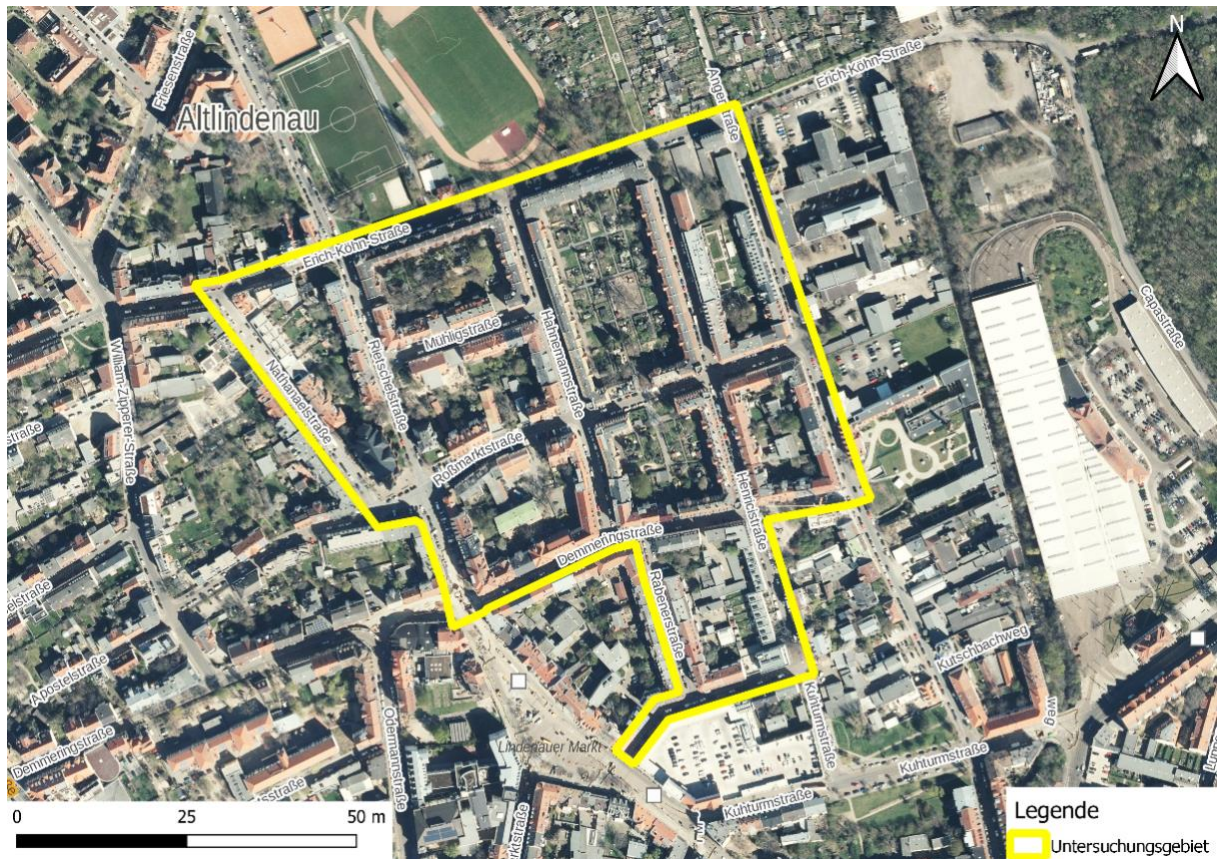 N
Friesenstraße
Altlindenau
Angerstraße
Erich-Köhn-Straße
Erich-Köhn-Straße
Capastraße
Mühligstraße
Hahnemannstraße
William-Zipperer-Straße
Nathanaelstraße
Rietschelstraße
Roßmarktstraße
Henricistraße
Demmeringstraße
Rabenerstraße
Kutschbachweg
Apostelstraße
Odermannstraße
Kuhturmstraße
weg
Lindenauer Markt
Demmeringstraße
Kuhturmstraße
Kuhturmstraße
0 25 50 m
Legende
Untersuchungsgebiet